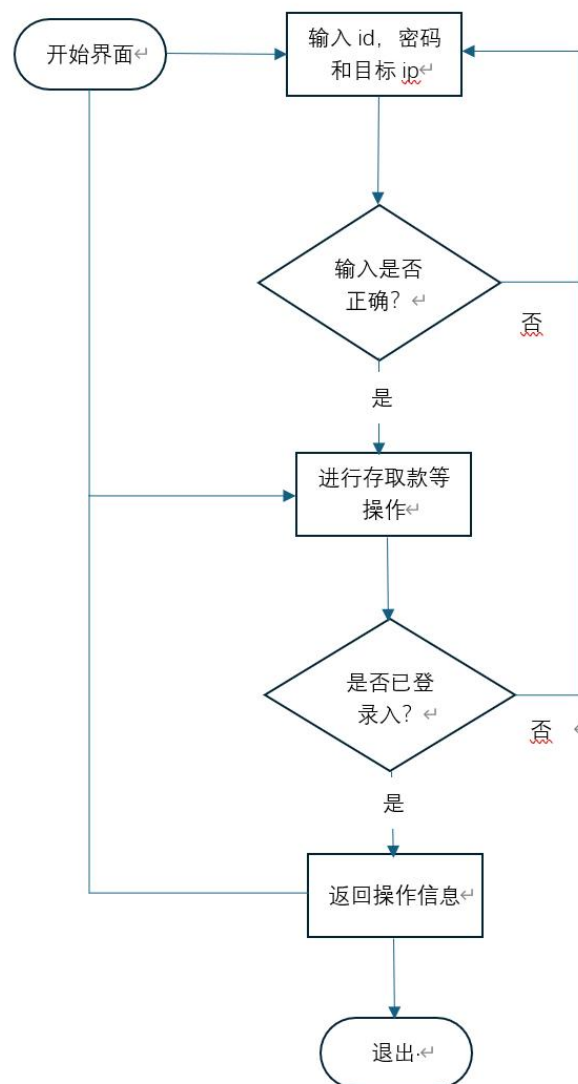 开始界面
输入 id，密码
和目标 ip
输入是否
正确？
否
是
进行存取款等
操作
是否已登
录入？
否
是
返回操作信息
退出·